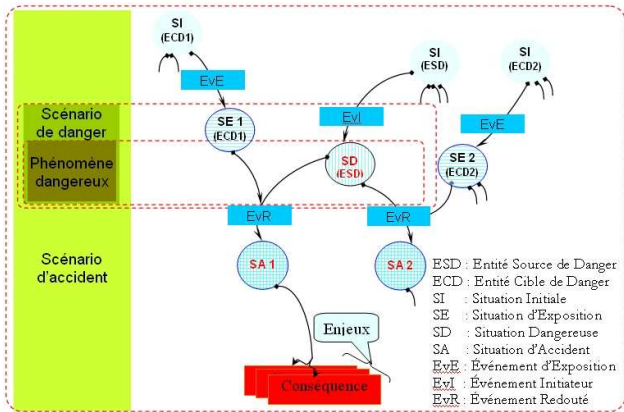 SI
(ECD1)
SI
(ESD)
SI
(ECD2)
EvE
EvI
EvE
Scénario
de danger
SE 1
(ECD1)
Phénomène
dangereux
SD
(ESD)
SE 2
(ECD2)
EvR
EvR
Scénario
d'accident
SA 1
SA 2
Enjeux
Conséquence
ESD : Entité Source de Danger
ECD : Entité Cible de Danger
SI : Situation Initiale
SE : Situation d'Exposition
SD : Situation Dangereuse
SA : Situation d'Accident
EvE : Événement d'Exposition
EvI : Événement Initiateur
EvR : Événement Redouté